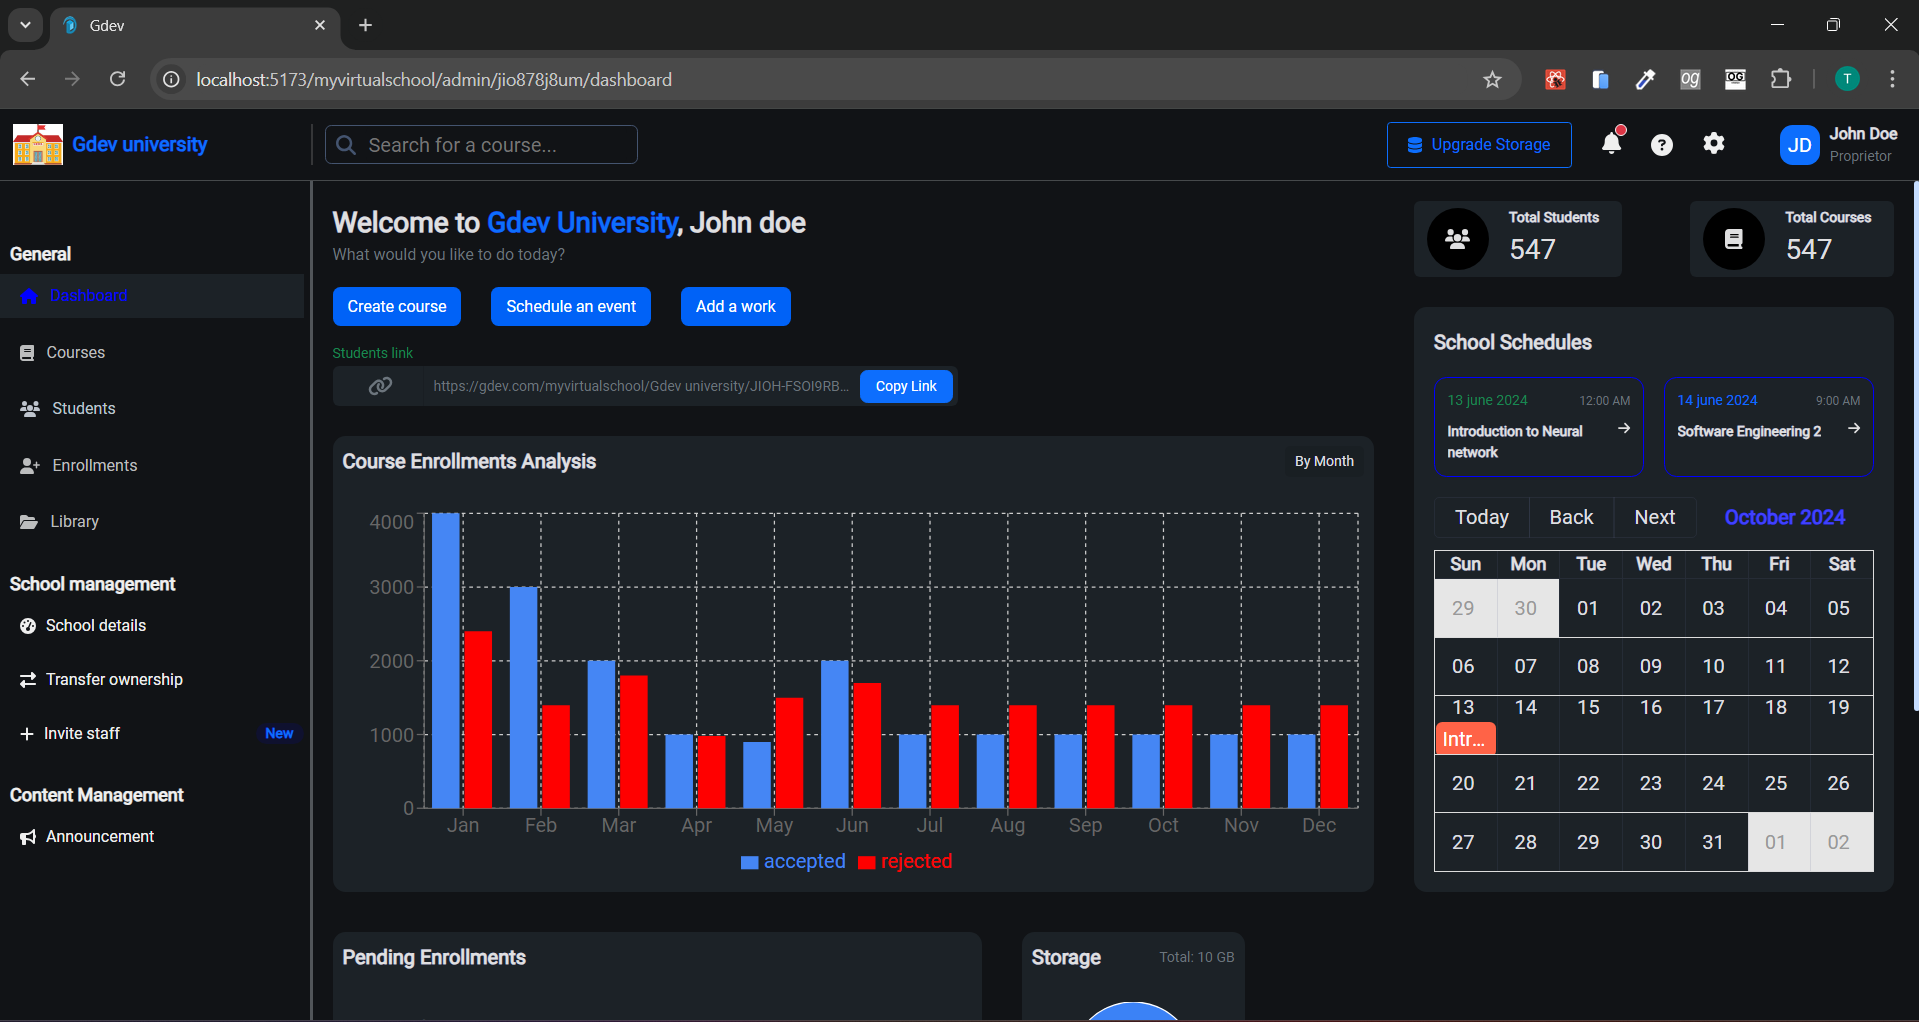 Gdev
localhost:5173/myvirtualschool/admin/jio878j8um/dashboard
T
Gdev university
Search for a course...
Upgrade Storage
JD
John Doe
Proprietor
General
Dashboard
Courses
Students
Enrollments
Library
School management
School details
Transfer ownership
Invite staff New
Content Management
Announcement
Welcome to Gdev University, John doe
What would you like to do today?
Create course Schedule an event Add a work
Students link
https://gdev.com/myvirtualschool/Gdev university/JIOH-FSOI9RB... Copy Link
Total Students
547
Total Courses
547
Course Enrollments Analysis By Month
4000
3000
2000
1000
0
Jan Feb Mar Apr May Jun Jul Aug Sep Oct Nov Dec
accepted rejected
School Schedules
13 june 2024 12:00 AM
Introduction to Neural
network
14 june 2024 9:00 AM
Software Engineering 2
Today Back Next October 2024
Sun Mon Tue Wed Thu Fri Sat
29 30 01 02 03 04 05
06 07 08 09 10 11 12
13 14 15 16 17 18 19
Intr...
20 21 22 23 24 25 26
27 28 29 30 31 01 02
Pending Enrollments
Storage Total: 10 GB